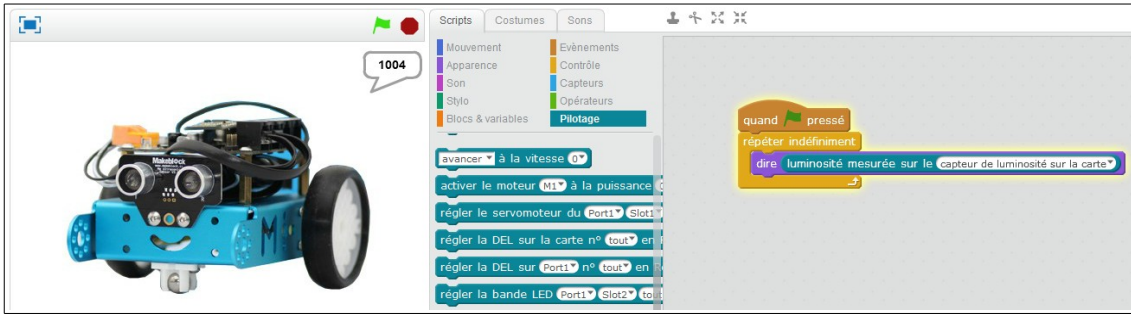 1004
Makeblock
Scripts
Costumes
Sons
Mouvement
Evènements
Apparence
Contrôle
Son
Capteurs
Stylo
Opérateurs
Blocs & variables
Pilotage
avancer à la vitesse 0
activer le moteur M1 à la puissance
régler le servomoteur du Port1 Slot1
régler la DEL sur la carte nº tout en
régler la DEL sur Port1 nº tout en
régler la bande LED Port1 Slot2 tou
quand pressé
répéter indéfiniment
dire luminosité mesurée sur le capteur de luminosité sur la carte